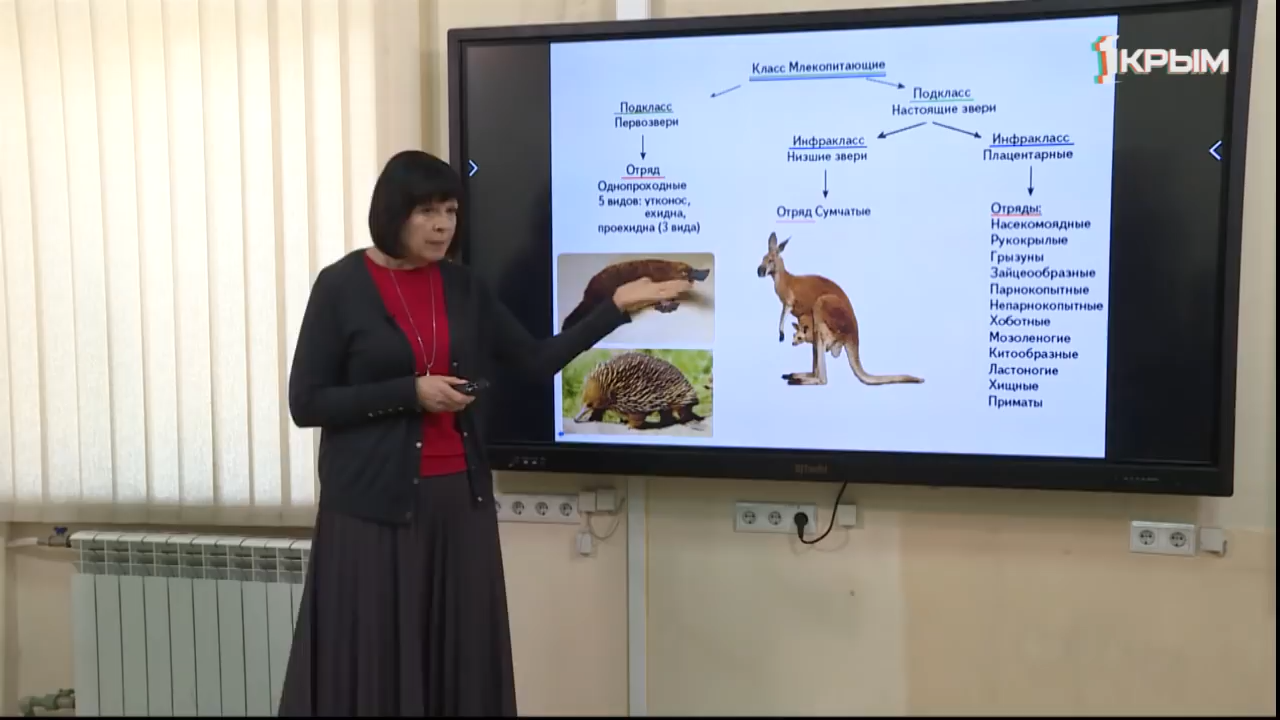 1КРЫМ
Класс Млекопитающие
Подкласс
Первозвери
Отряд
Однопроходные
5 видов: утконос,
ехидна,
проехидна (3 вида)
Подкласс
Настоящие звери
Инфракласс
Низшие звери
Отряд Сумчатые
Инфракласс
Плацентарные
Отряды:
Насекомоядные
Рукокрылые
Грызуны
Зайцеообразные
Парнокопытные
Непарнокопытные
Хоботные
Мозоленогие
Китообразные
Ластоногие
Хищные
Приматы